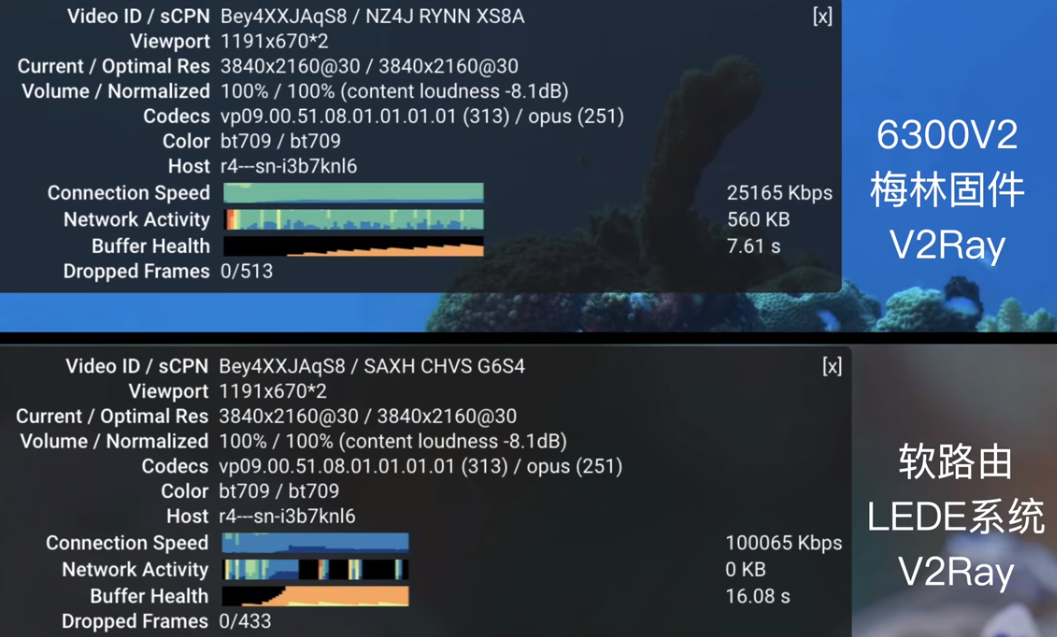 Video ID / sCPN Bey4XXJAqS8 / NZ4J RYNN XS8A [x]
Viewport 1191x670*2
Current / Optimal Res 3840x2160@30 / 3840x2160@30
Volume / Normalized 100% / 100% (content loudness -8.1dB)
Codecs vp09.00.51.08.01.01.01.01 (313) / opus (251)
Color bt709 / bt709
Host r4---sn-i3b7knl6
Connection Speed 25165 Kbps
Network Activity 560 KB
Buffer Health 7.61 s
Dropped Frames 0/513
6300V2
梅林固件
V2Ray
Video ID / sCPN Bey4XXJAqS8 / SAXH CHVS G6S4 [x]
Viewport 1191x670*2
Current / Optimal Res 3840x2160@30 / 3840x2160@30
Volume / Normalized 100% / 100% (content loudness -8.1dB)
Codecs vp09.00.51.08.01.01.01.01 (313) / opus (251)
Color bt709 / bt709
Host r4---sn-i3b7knl6
Connection Speed 100065 Kbps
Network Activity 0 KB
Buffer Health 16.08 s
Dropped Frames 0/433
软路由
LEDE系统
V2Ray